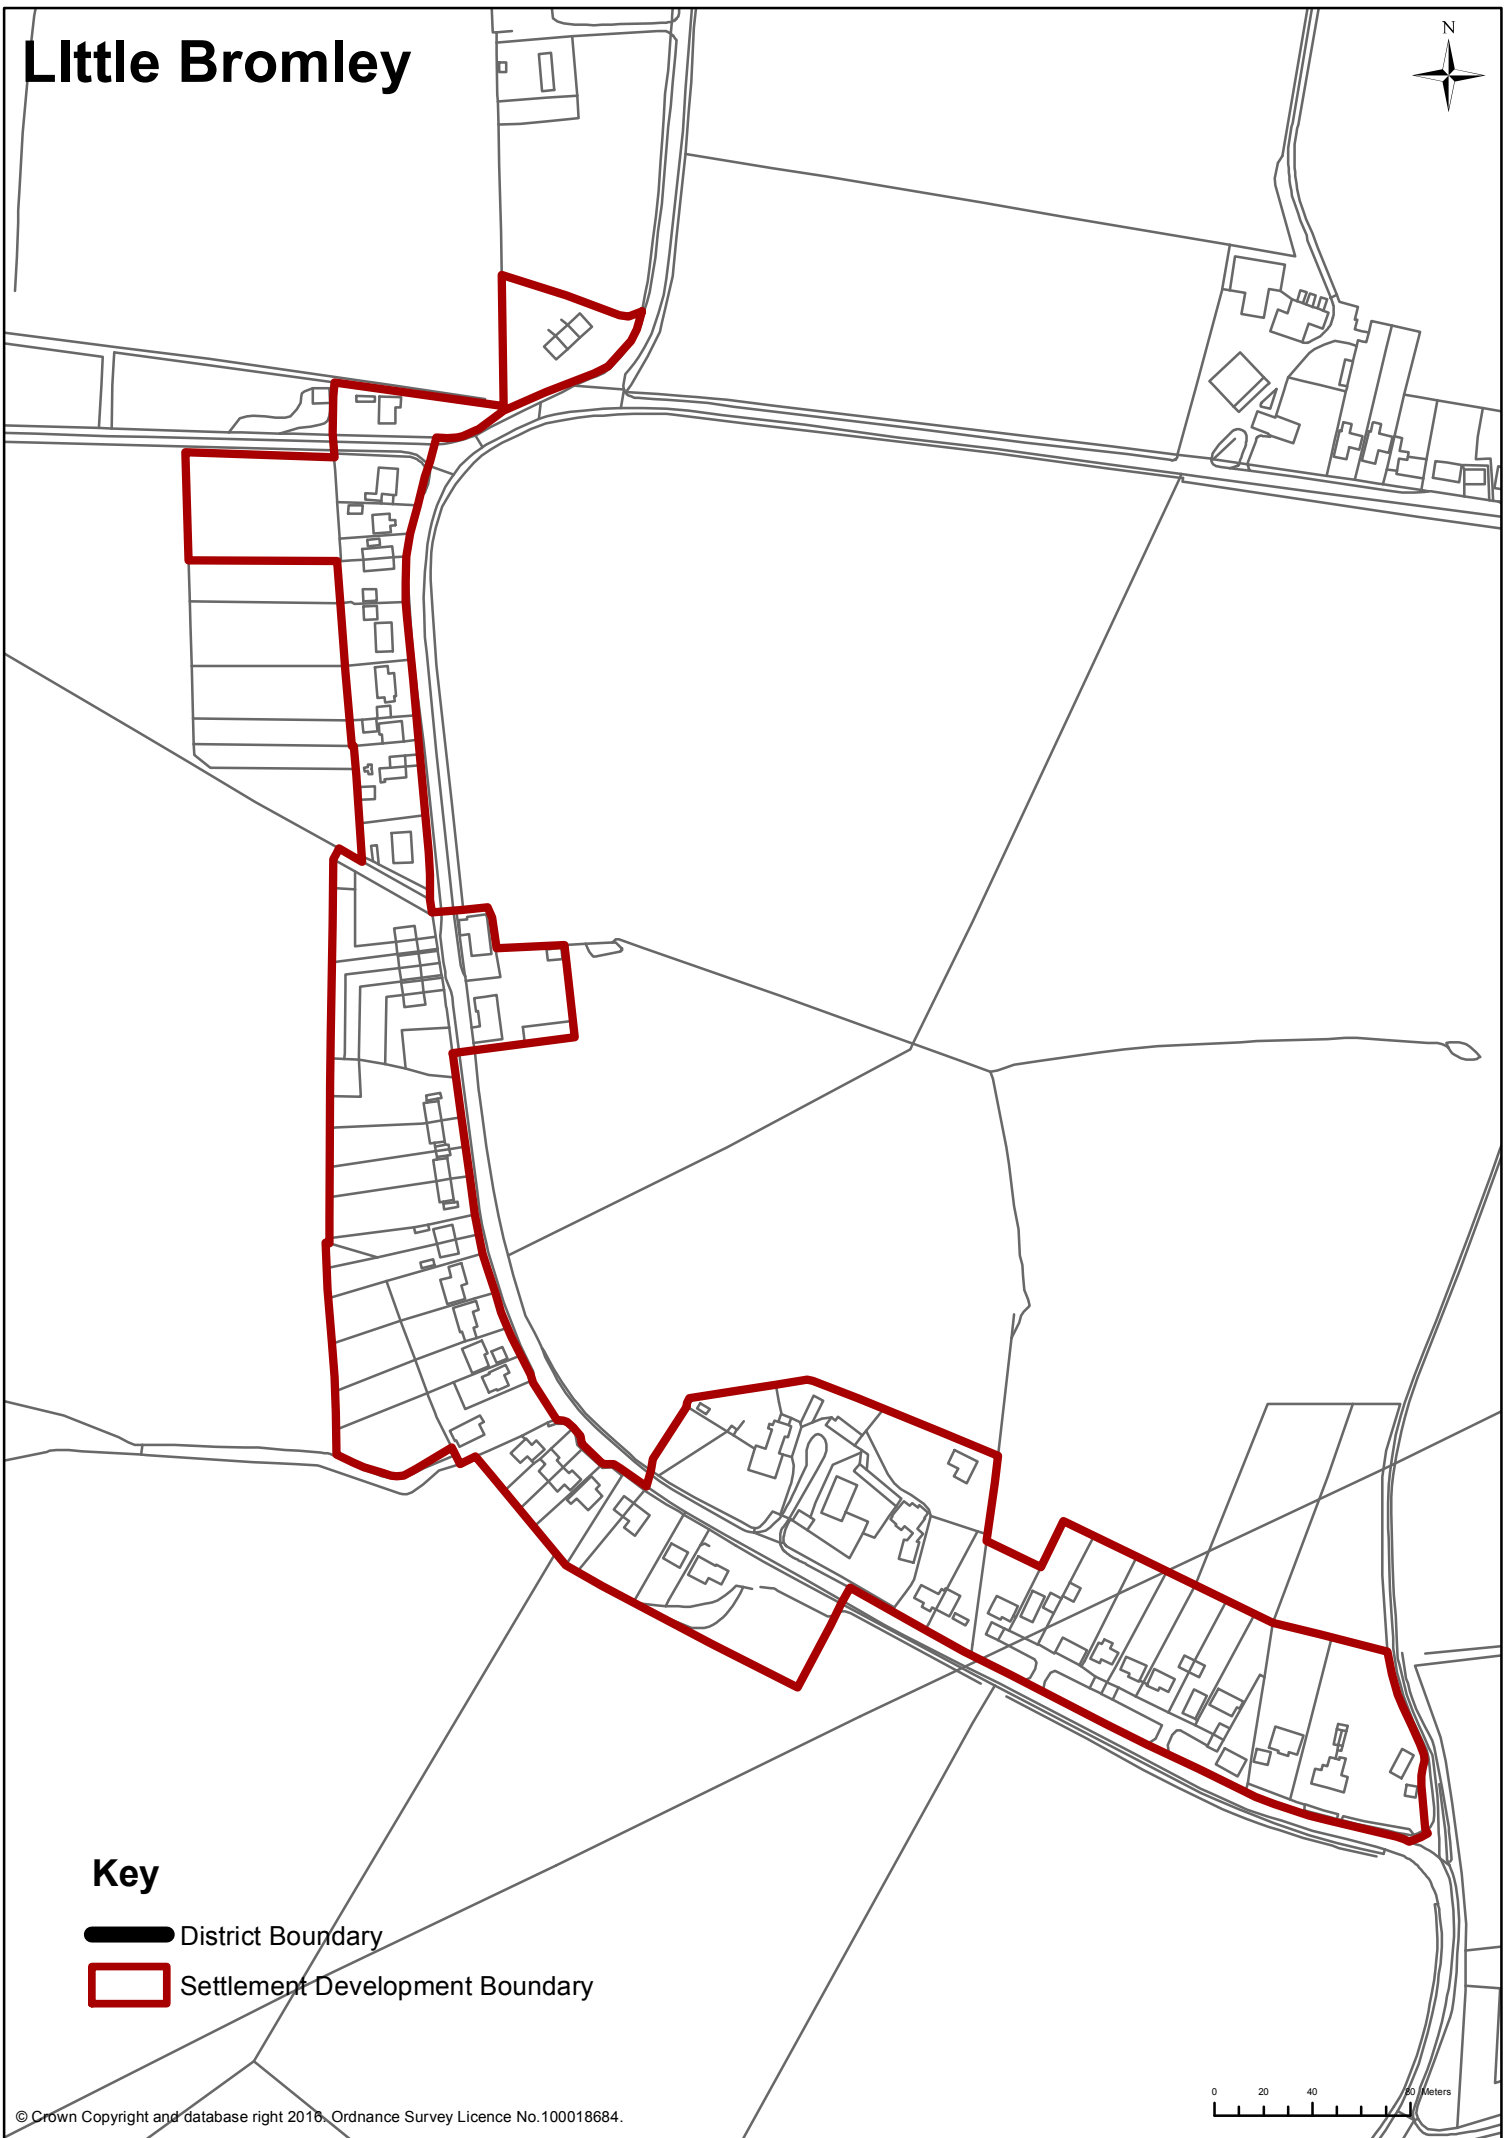 LIttle Bromley
N
Key
District Boundary
Settlement Development Boundary
0 20 40 80 Meters
© Crown Copyright and database right 2016. Ordnance Survey Licence No.100018684.